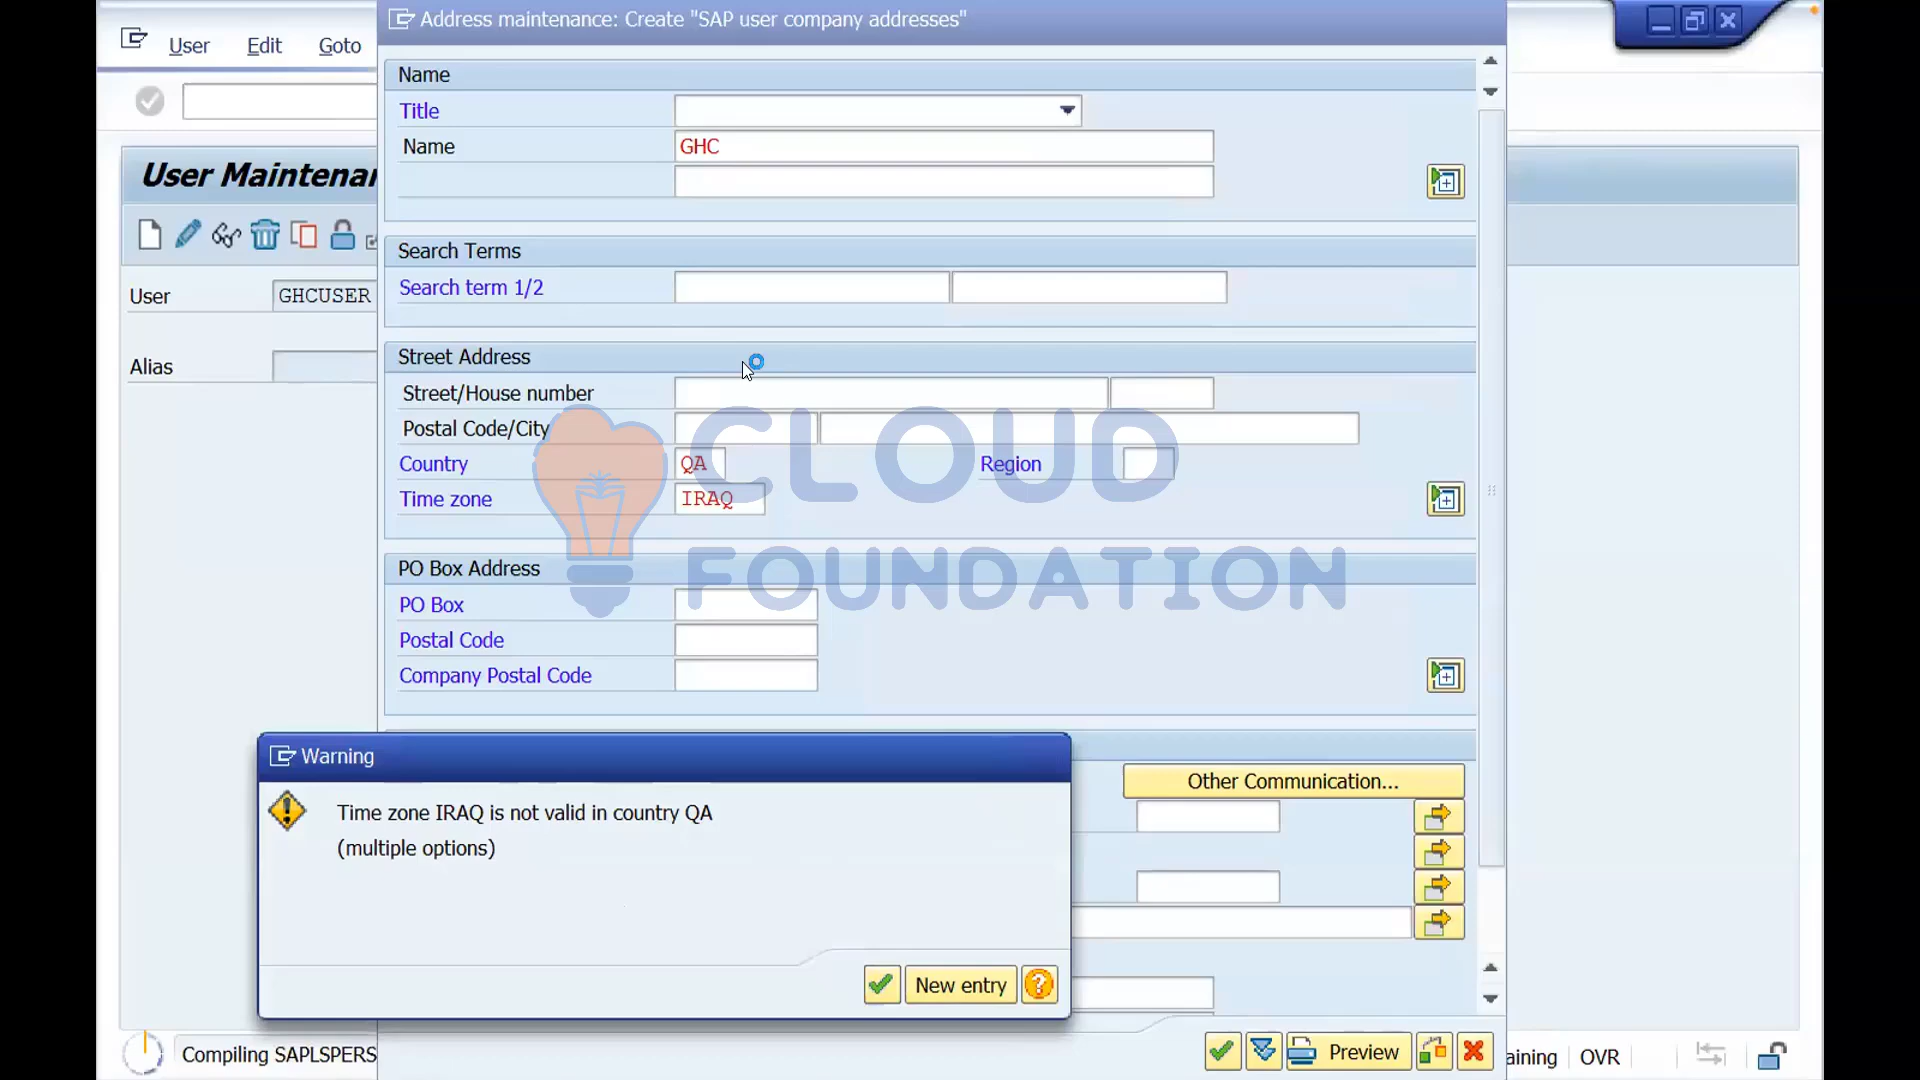 Address maintenance: Create "SAP user company addresses"
User Edit Goto
Name
Title
Name GHC
User Maintenan
Search Terms
Search term 1/2
User GHCUSER
Street Address
Alias
Street/House number
Postal Code/City
Country QA Region
Time zone IRAQ
CLOUD
FOUNDATION
PO Box Address
PO Box
Postal Code
Company Postal Code
Warning
Other Communication...
Time zone IRAQ is not valid in country QA
(multiple options)
New entry
Compiling SAPLSPERS
Preview
aining OVR